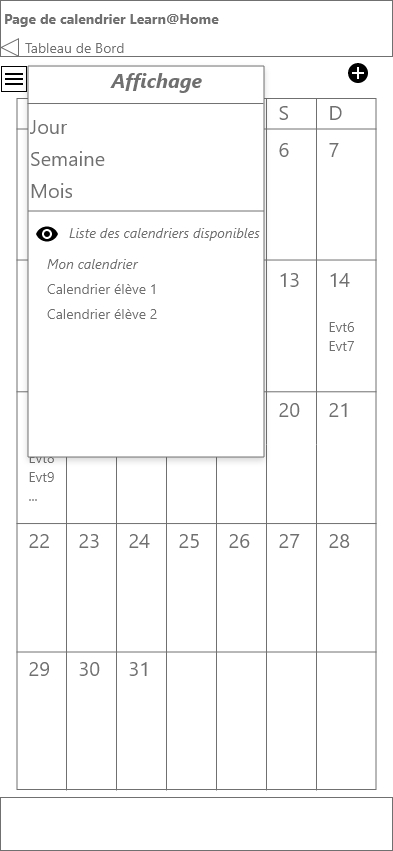 Page de calendrier Learn@Home
Tableau de Bord
Affichage
Jour
Semaine
Mois
Liste des calendriers disponibles
Mon calendrier
Calendrier élève 1
Calendrier élève 2
S D
6 7
13 14
Evt6
Evt7
20 21
Evt8
Evt9
...
22 23 24 25 26 27 28
29 30 31